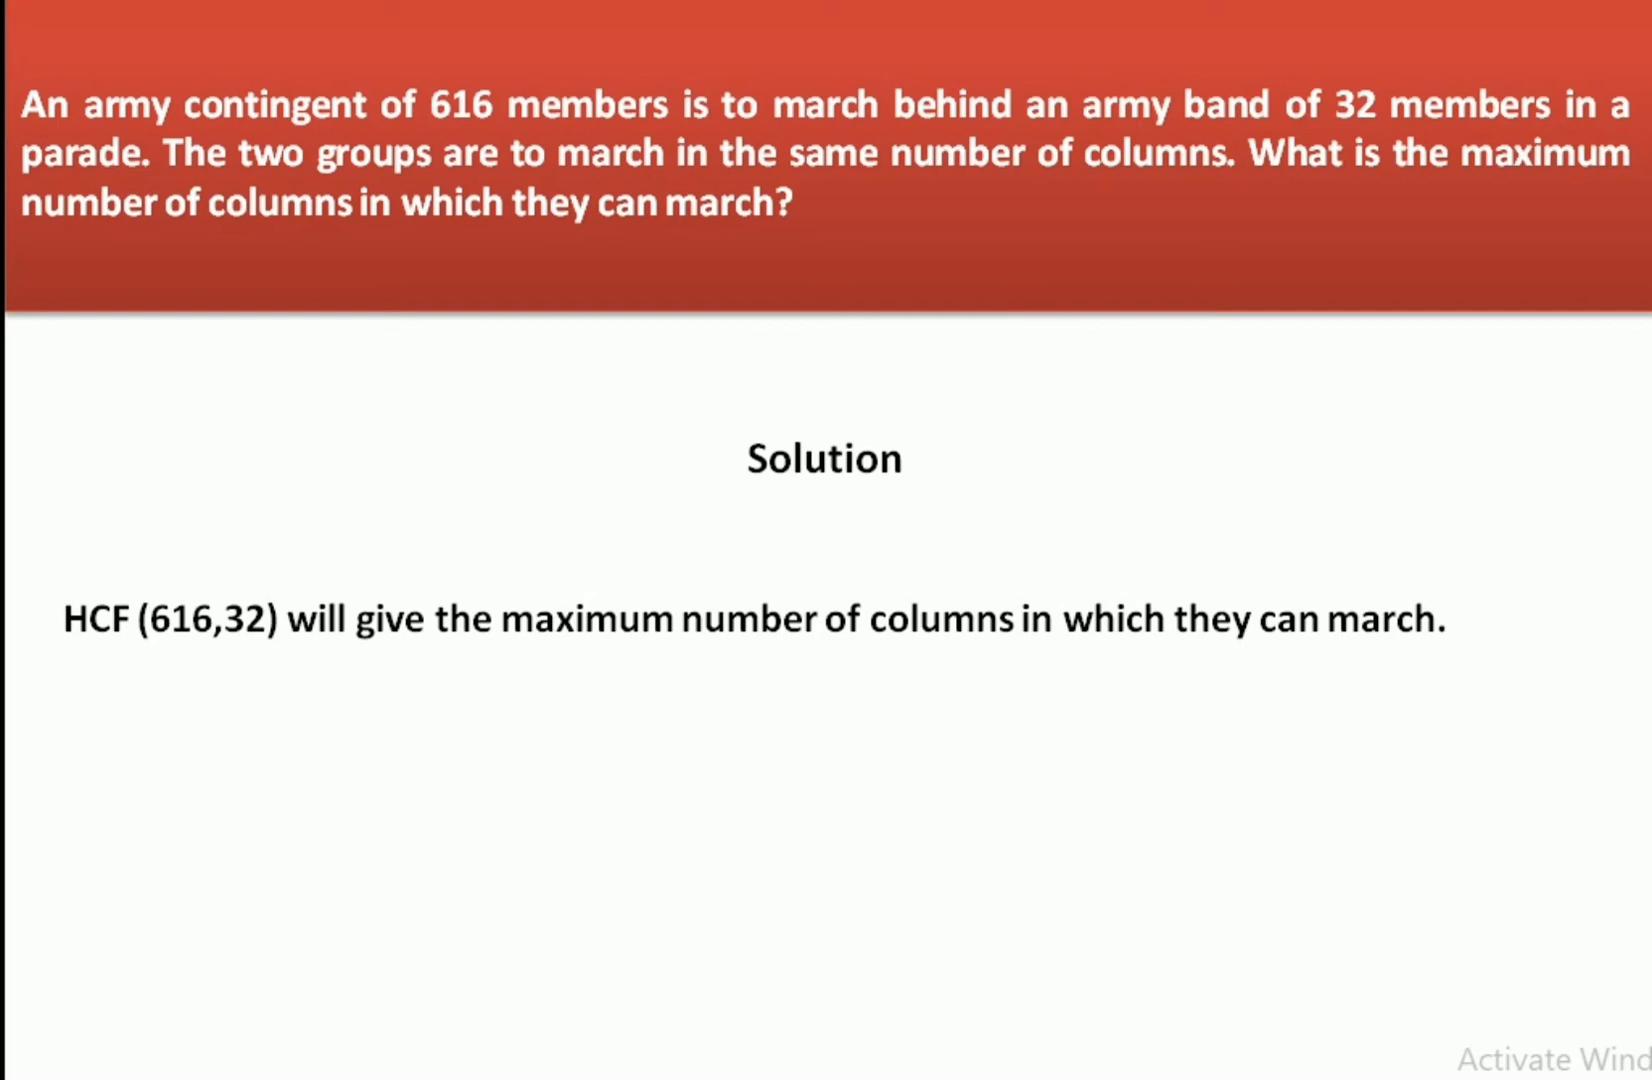 An army contingent of 616 members is to march behind an army band of 32 members in a
parade. The two groups are to march in the same number of columns. What is the maximum
number of columns in which they can march?
Solution
HCF (616,32) will give the maximum number of columns in which they can march.
Activate Wind